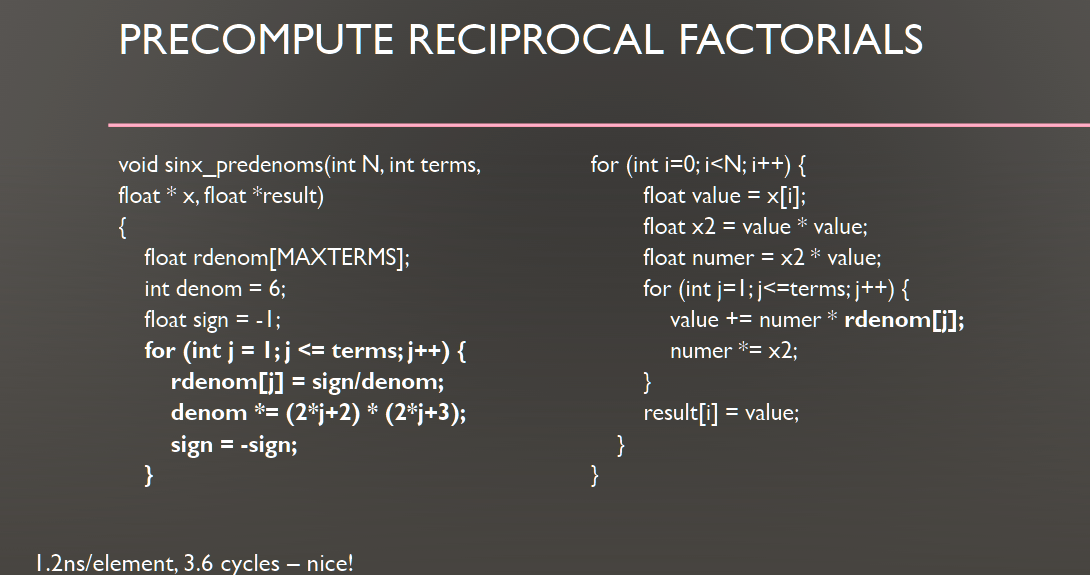 PRECOMPUTE RECIPROCAL FACTORIALS
void sinx_predenoms(int N, int terms,
float * x, float *result)
{
float rdenom[MAXTERMS];
int denom = 6;
float sign = -1;
for (int j = 1; j <= terms; j++) {
rdenom[j] = sign/denom;
denom *= (2*j+2) * (2*j+3);
sign = -sign;
}
for (int i=0; i<N; i++) {
float value = x[i];
float x2 = value * value;
float numer = x2 * value;
for (int j=1; j<=terms; j++) {
value += numer * rdenom[j];
numer *= x2;
}
result[i] = value;
}
}
1.2ns/element, 3.6 cycles – nice!